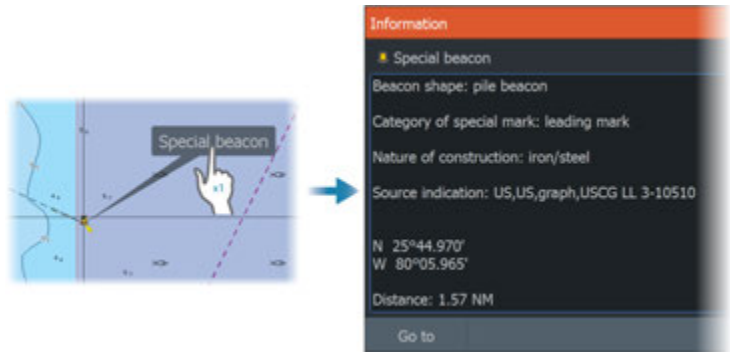 Special beacon
x1
Information
Special beacon
Beacon shape: pile beacon
Category of special mark: leading mark
Nature of construction: iron/steel
Source indication: US,US,graph,USCG LL 3-10510
N 25°44.970'
W 80°05.965'
Distance: 1.57 NM
Go to